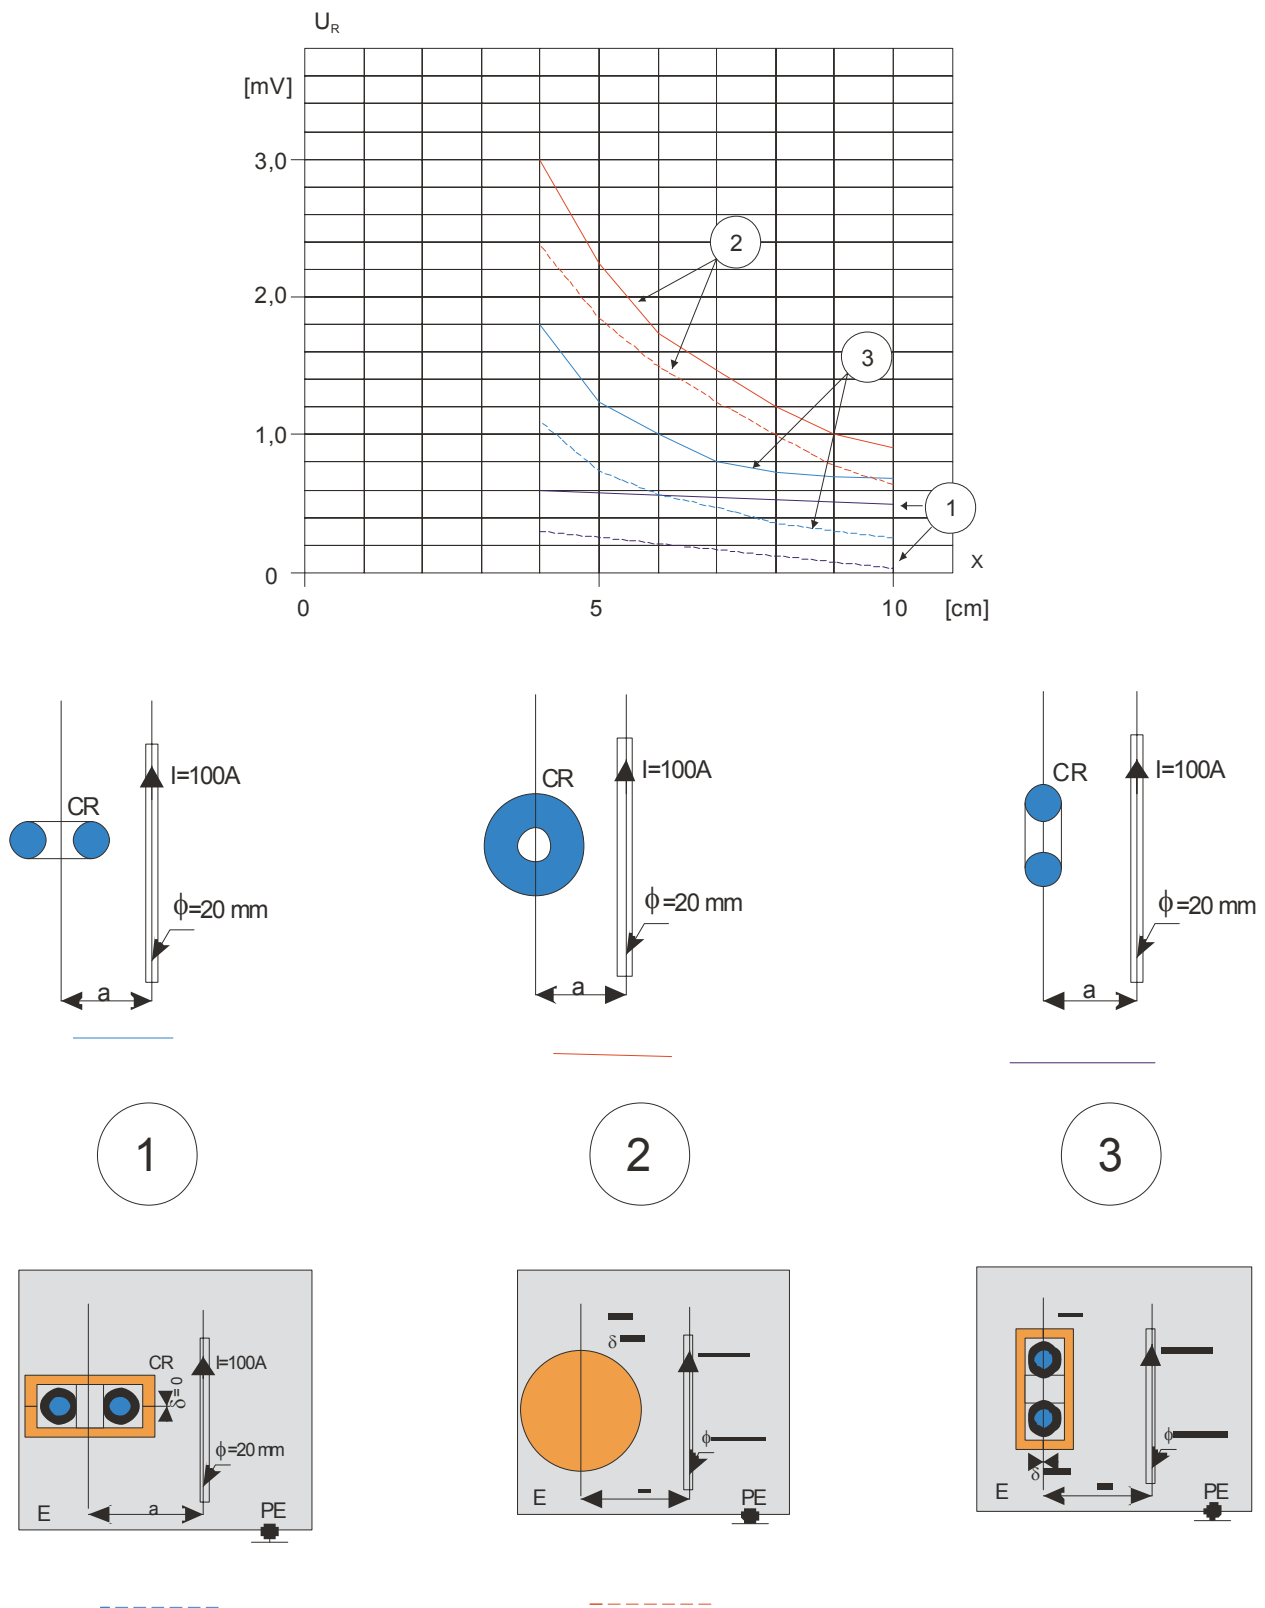 U_R
[mV]
3,0
2
2,0
3
1,0
1
0
X
0 5 10 [cm]
I=100A
CR
ϕ=20 mm
a
I=100A
CR
ϕ=20 mm
a
CR
I=100A
ϕ=20 mm
a
1
2
3
CR
I=100A
δ=0
ϕ=20 mm
E
a
PE
δ
ϕ
E
PE
δ
ϕ
E
PE